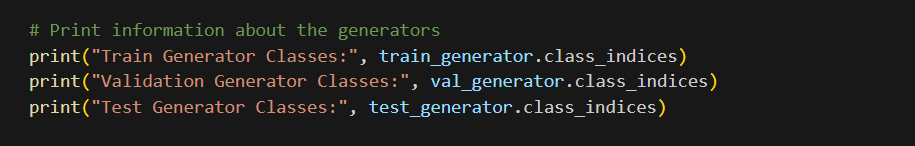 # Print information about the generators
print("Train Generator Classes:", train_generator.class_indices)
print("Validation Generator Classes:", val_generator.class_indices)
print("Test Generator Classes:", test_generator.class_indices)